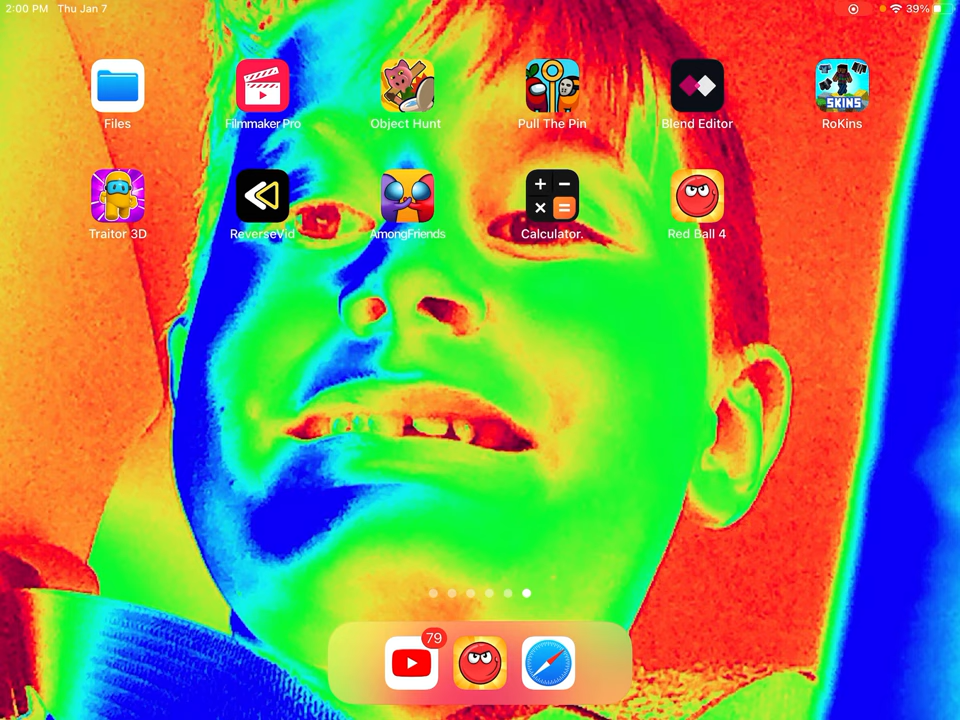 2:00 PM Thu Jan 7
39%
Files
Filmmaker Pro
Object Hunt
Pull The Pin
Blend Editor
SKINS
RoKins
Traitor 3D
ReverseVid
AmongFriends
Calculator.
Red Ball 4
79